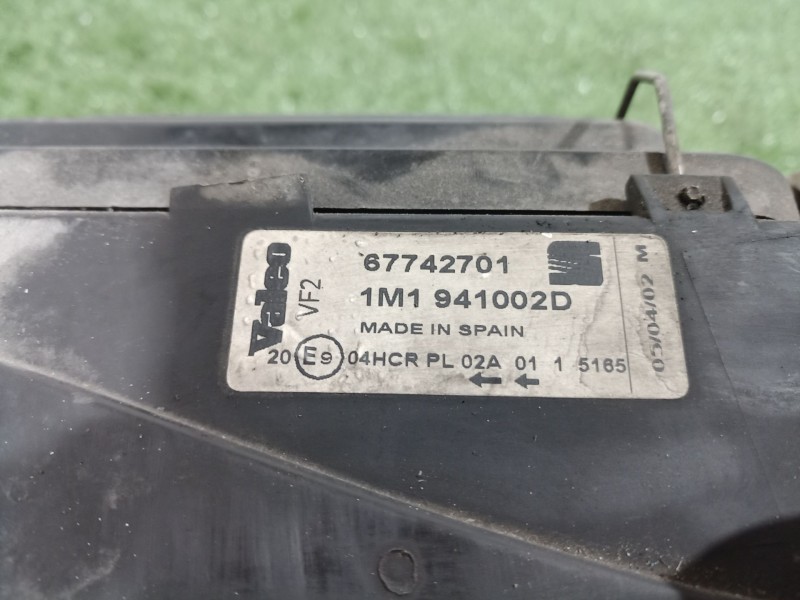 Valeo
VF2
67742701
1M1 941002D
MADE IN SPAIN
20 E9 04HCR PL 02A 01 1 5165
05/04/02 M